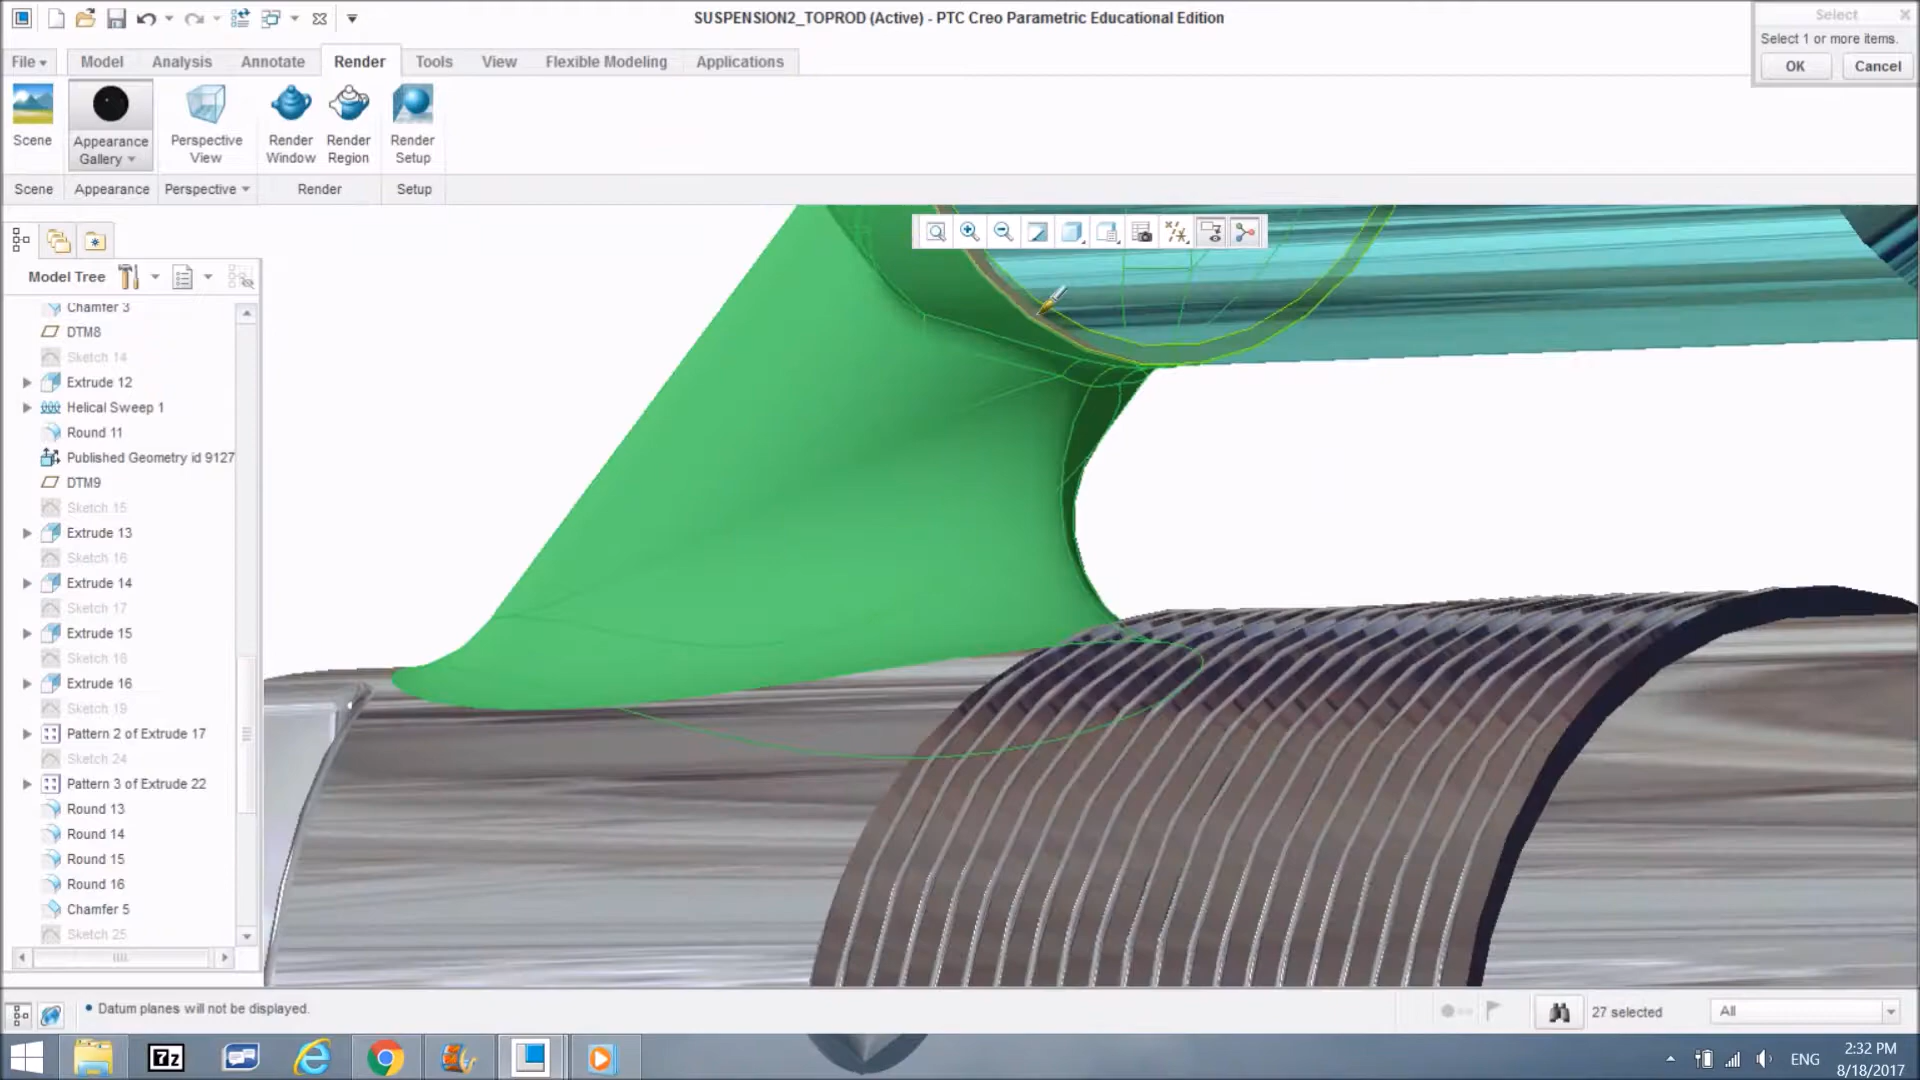 SUSPENSION2_TOPROD (Active) - PTC Creo Parametric Educational Edition
Select
Select 1 or more items.
OK
Cancel
File
Model
Analysis
Annotate
Render
Tools
View
Flexible Modeling
Applications
Scene
Appearance Gallery
Perspective View
Render Window
Render Region
Render Setup
Scene
Appearance
Perspective
Render
Setup
Model Tree
Chamfer 3
DTM8
Sketch 14
Extrude 12
Helical Sweep 1
Round 11
Published Geometry id 9127
DTM9
Sketch 15
Extrude 13
Sketch 16
Extrude 14
Sketch 17
Extrude 15
Sketch 18
Extrude 16
Sketch 19
Pattern 2 of Extrude 17
Sketch 24
Pattern 3 of Extrude 22
Round 13
Round 14
Round 15
Round 16
Chamfer 5
Sketch 25
Datum planes will not be displayed.
27 selected
All
7z
ENG
2:32 PM
8/18/2017